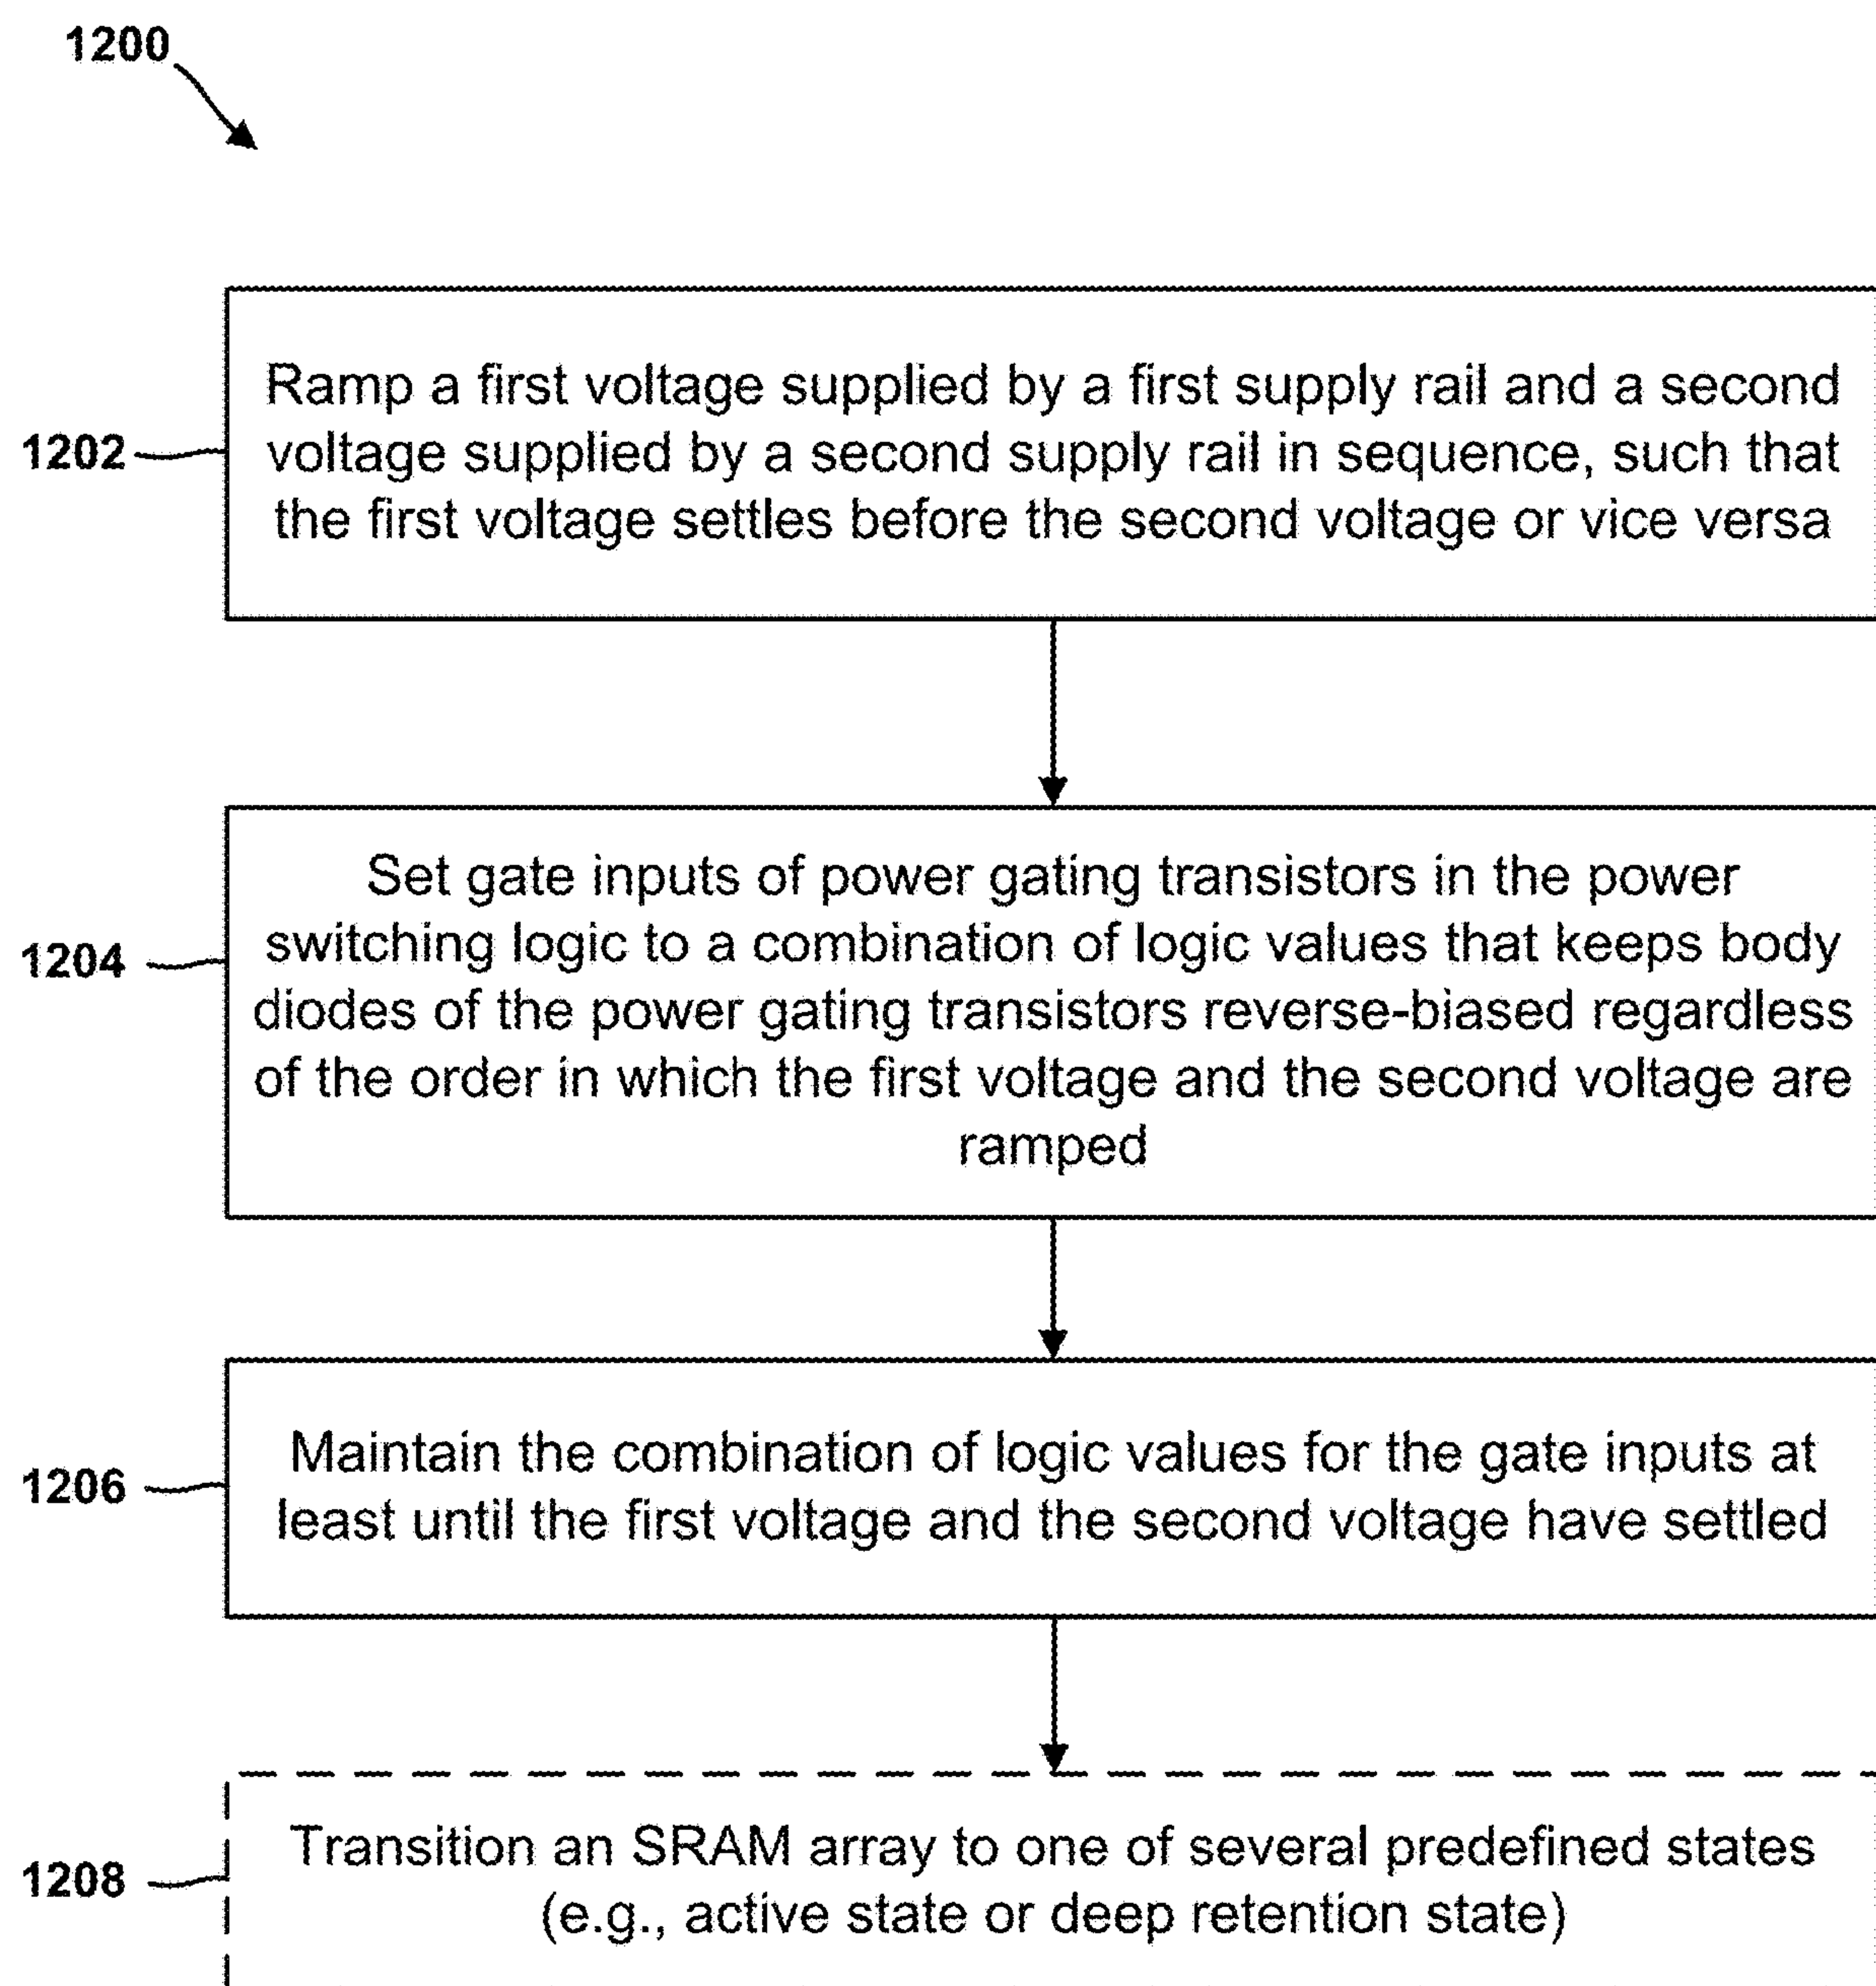 1200
Ramp a first voltage supplied by a first supply rail and a second
1202
voltage supplied by a second supply rail in sequence, such that
the first voltage settles before the second voltage or vice versa
Set gate inputs of power gating transistors in the power
1204
switching logic to a combination of logic values that keeps body
diodes of the power gating transistors reverse-biased regardless
of the order in which the first voltage and the second voltage are
ramped
1206
Maintain the combination of logic values for the gate inputs at
least until the first voltage and the second voltage have settled
1208
Transition an SRAM array to one of several predefined states
(e.g., active state or deep retention state)